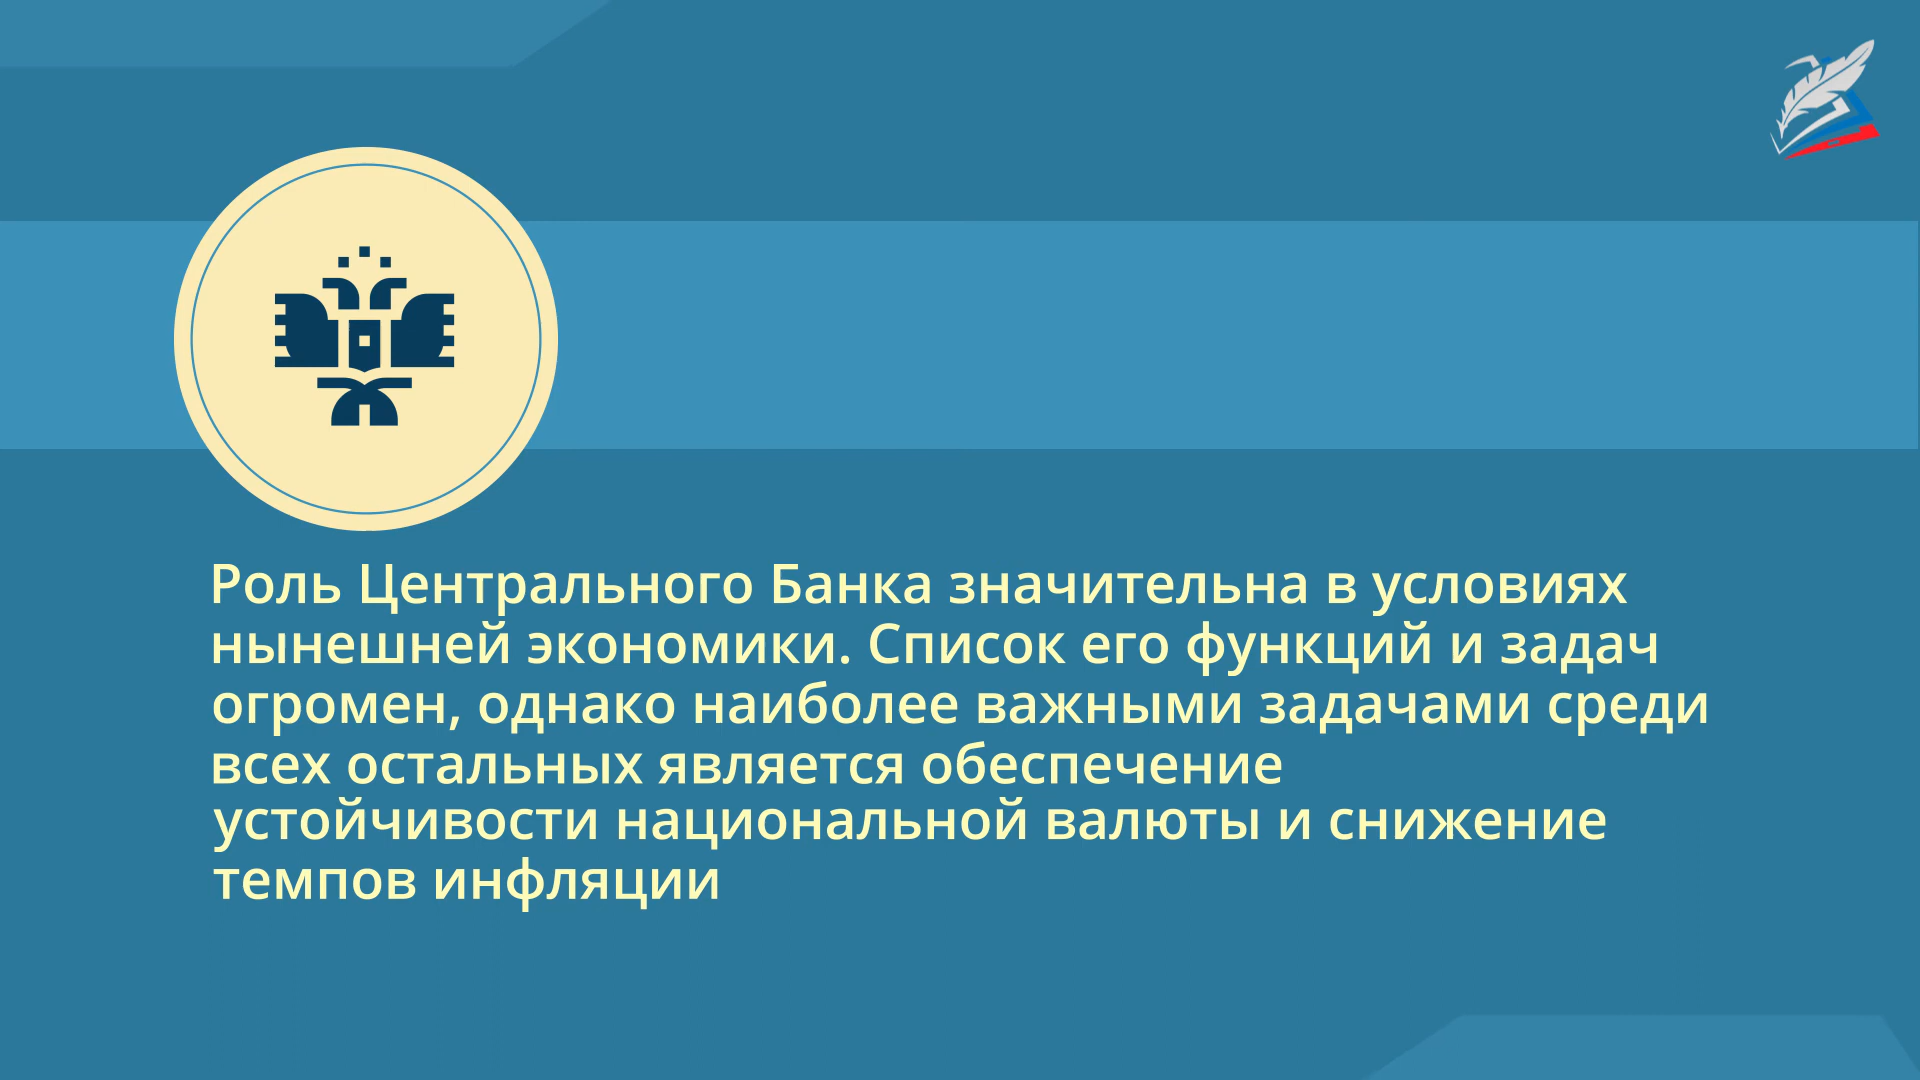 Роль Центрального Банка значительна в условиях
нынешней экономики. Список его функций и задач
огромен, однако наиболее важными задачами среди
всех остальных является обеспечение
устойчивости национальной валюты и снижение
темпов инфляции